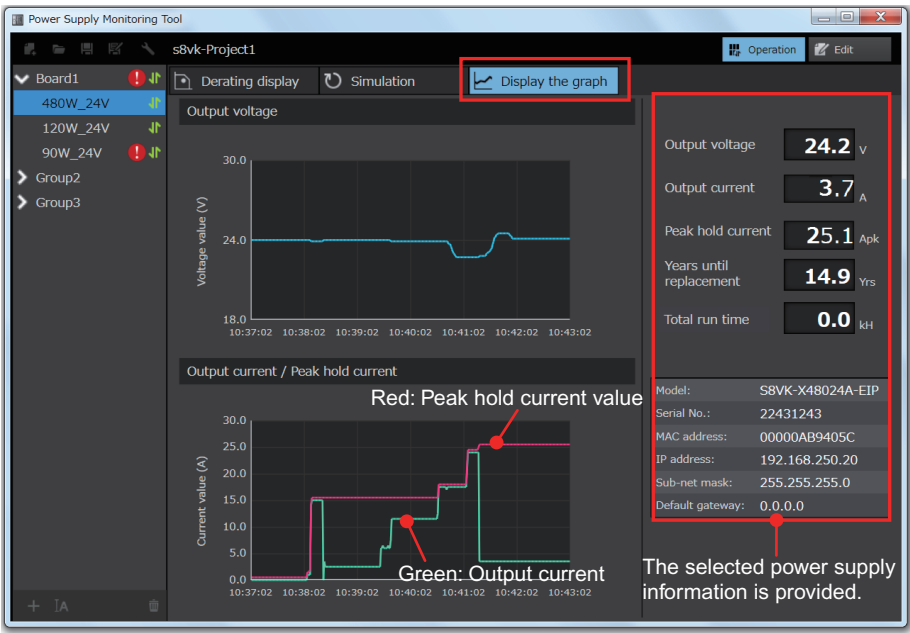 Power Supply Monitoring Tool
s8vk-Project1
Operation
Edit
Board1
480W_24V
120W_24V
90W_24V
Group2
Group3
Derating display
Simulation
Display the graph
Output voltage
30.0
24.0
18.0
Voltage value (V)
10:37:02 10:38:02 10:39:02 10:40:02 10:41:02 10:42:02 10:43:02
Output current / Peak hold current
Red: Peak hold current value
30.0
25.0
20.0
15.0
10.0
5.0
0.0
Current value (A)
Green: Output current
10:37:02 10:38:02 10:39:02 10:40:02 10:41:02 10:42:02 10:43:02
Output voltage 24.2 V
Output current 3.7 A
Peak hold current 25.1 Apk
Years until
replacement 14.9 Yrs
Total run time 0.0 kH
Model: S8VK-X48024A-EIP
Serial No.: 22431243
MAC address: 00000AB9405C
IP address: 192.168.250.20
Sub-net mask: 255.255.255.0
Default gateway: 0.0.0.0
The selected power supply
information is provided.
IA